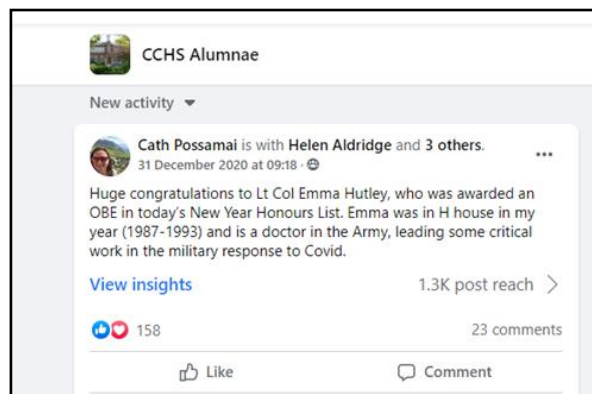 CCHS Alumnae
New activity
Cath Possamai is with Helen Aldridge and 3 others.
31 December 2020 at 09:18 ·
Huge congratulations to Lt Col Emma Hutley, who was awarded an
OBE in today's New Year Honours List. Emma was in H house in my
year (1987-1993) and is a doctor in the Army, leading some critical
work in the military response to Covid.
View insights 1.3K post reach
158 23 comments
Like Comment